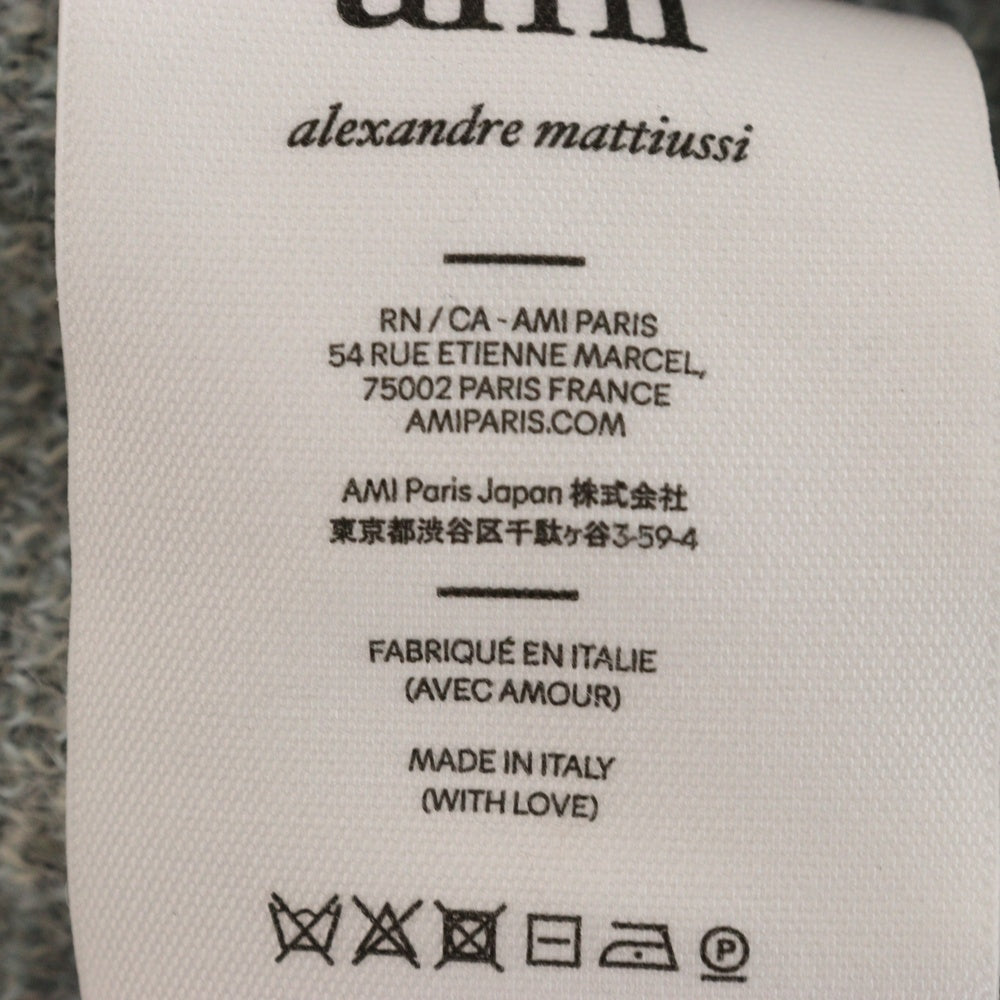 ami
alexandre mattiussi
RN / CA - AMI PARIS
54 RUE ETIENNE MARCEL,
75002 PARIS FRANCE
AMIPARIS.COM
AMI Paris Japan 株式会社
東京都渋谷区千駄ヶ谷3-59-4
FABRIQUÉ EN ITALIE
(AVEC AMOUR)
MADE IN ITALY
(WITH LOVE)
P